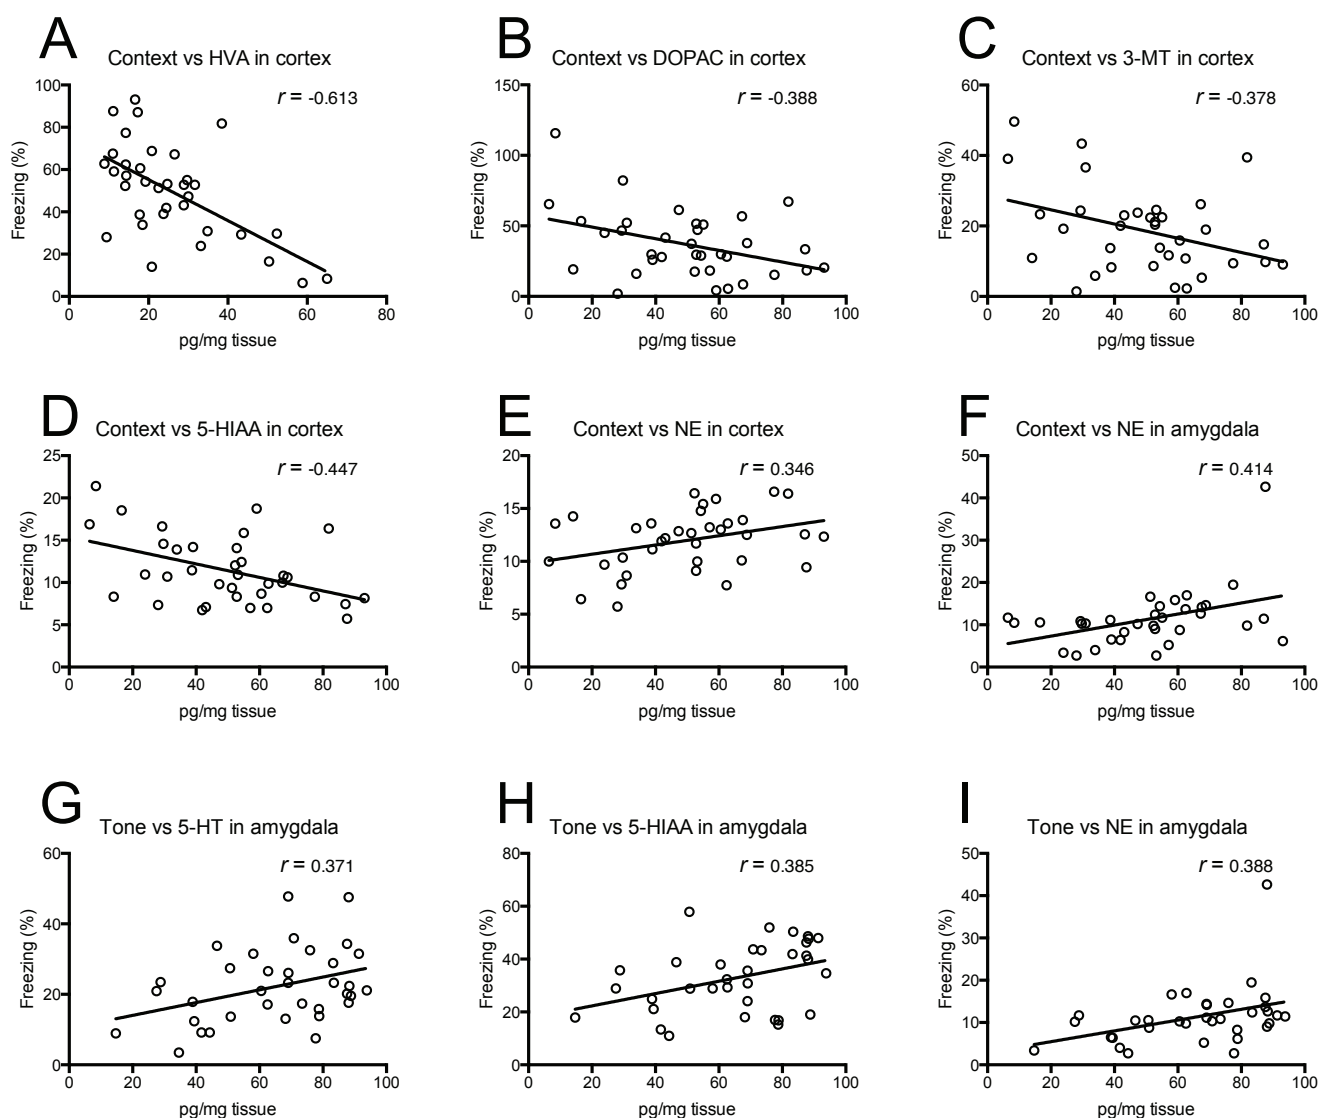 A
Context vs HVA in cortex
r = -0.613
100
80
60
40
20
0
Freezing (%)
0 20 40 60 80
pg/mg tissue
B
Context vs DOPAC in cortex
r = -0.388
150
100
50
0
Freezing (%)
0 20 40 60 80 100
pg/mg tissue
C
Context vs 3-MT in cortex
r = -0.378
60
40
20
0
Freezing (%)
0 20 40 60 80 100
pg/mg tissue
D
Context vs 5-HIAA in cortex
r = -0.447
25
20
15
10
5
0
Freezing (%)
0 20 40 60 80 100
pg/mg tissue
E
Context vs NE in cortex
r = 0.346
20
15
10
5
0
Freezing (%)
0 20 40 60 80 100
pg/mg tissue
F
Context vs NE in amygdala
r = 0.414
50
40
30
20
10
0
Freezing (%)
0 20 40 60 80 100
pg/mg tissue
G
Tone vs 5-HT in amygdala
r = 0.371
60
40
20
0
Freezing (%)
0 20 40 60 80 100
pg/mg tissue
H
Tone vs 5-HIAA in amygdala
r = 0.385
80
60
40
20
0
Freezing (%)
0 20 40 60 80 100
pg/mg tissue
I
Tone vs NE in amygdala
r = 0.388
50
40
30
20
10
0
Freezing (%)
0 20 40 60 80 100
pg/mg tissue